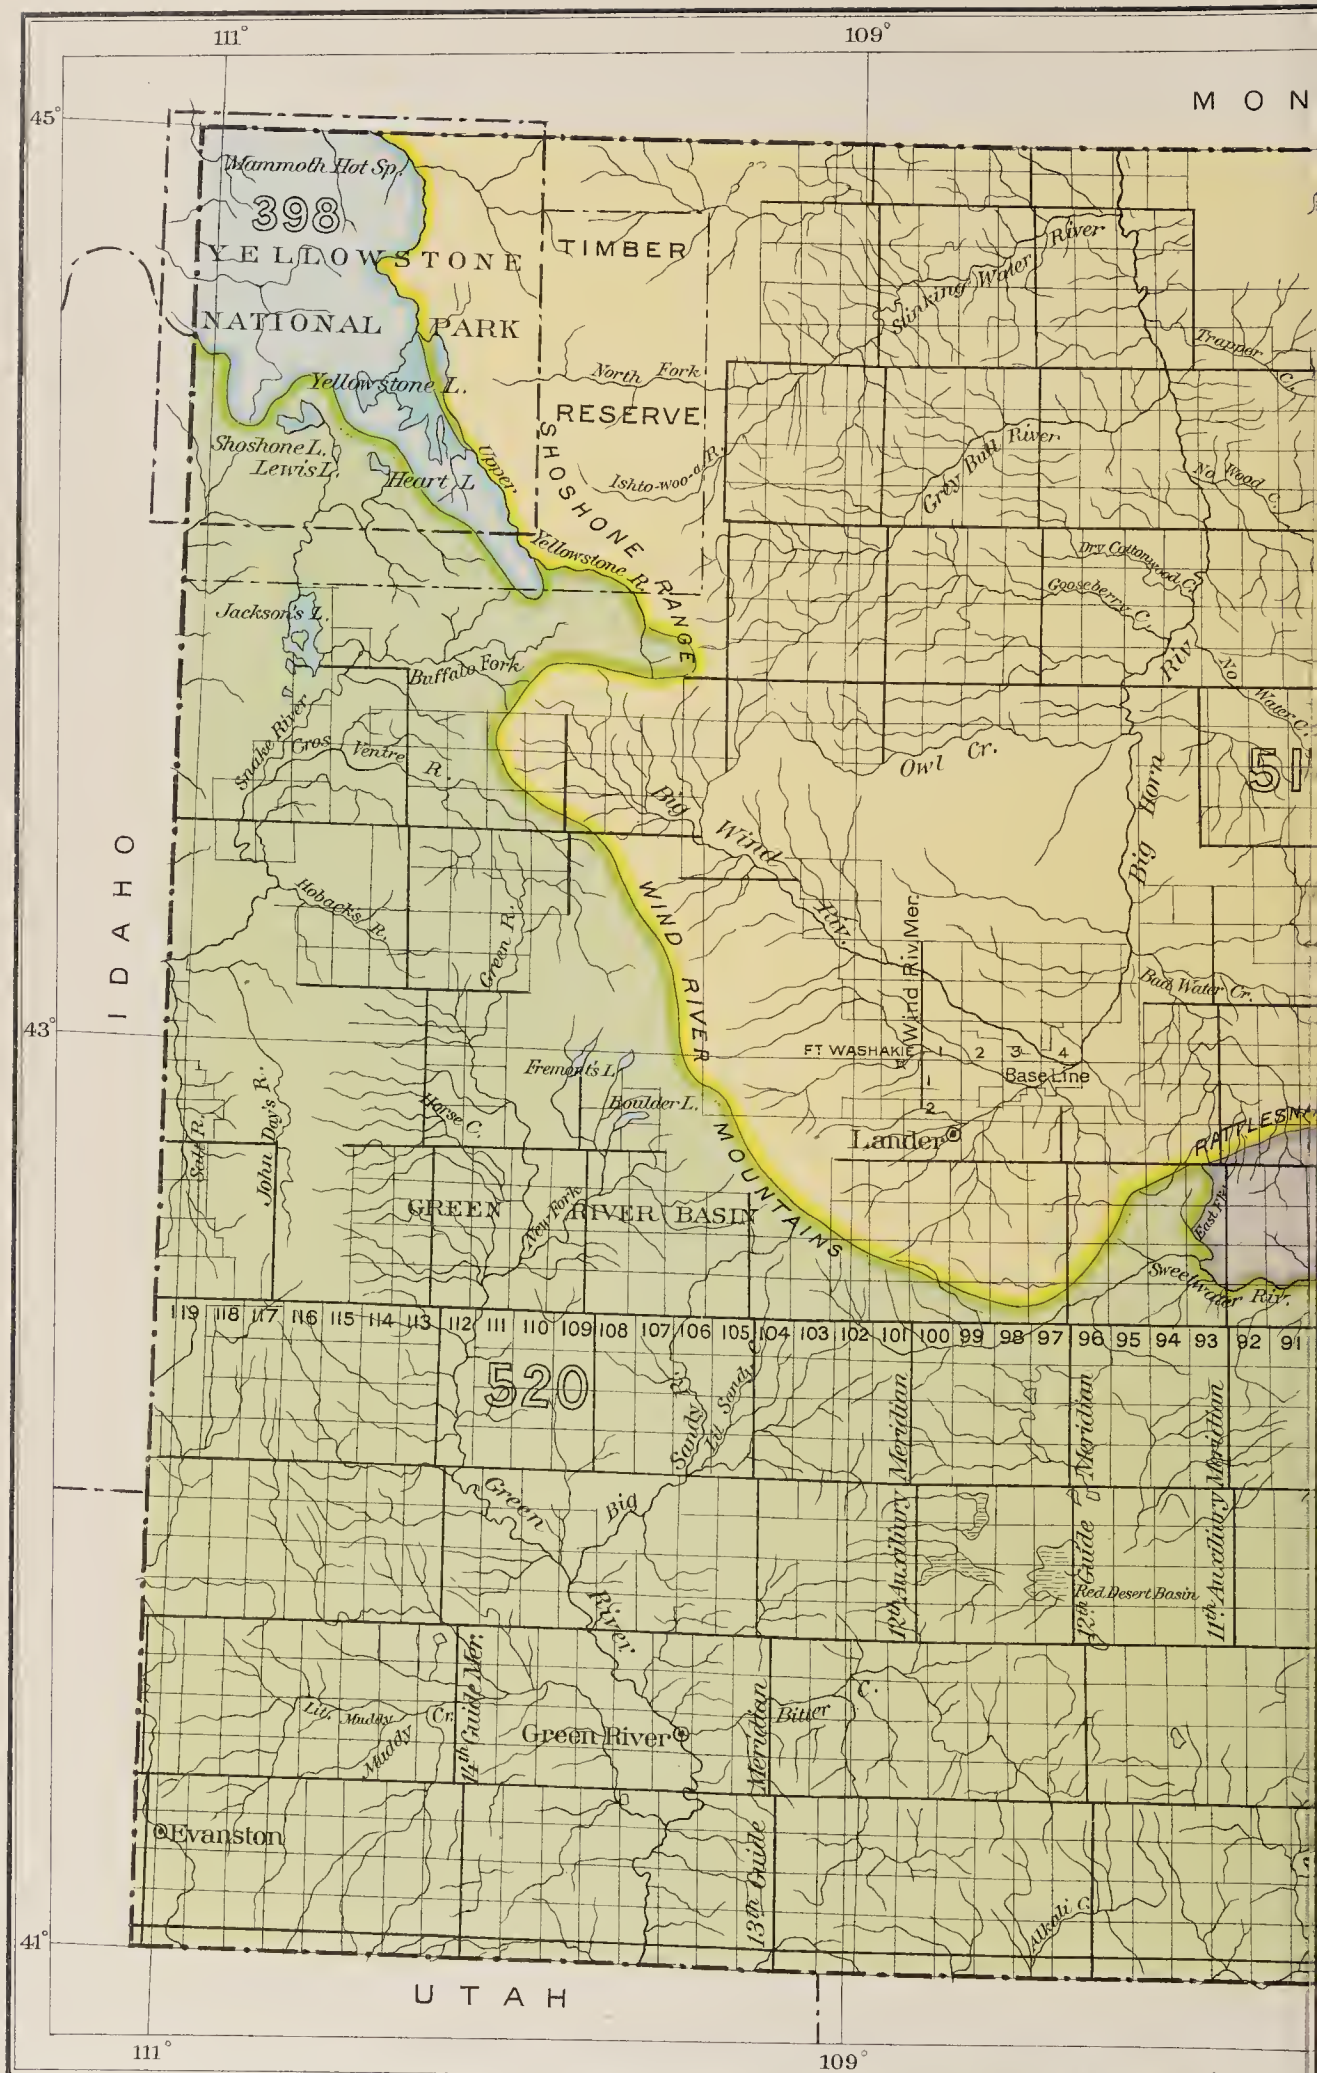 111°
109°
45°
MON
Mammoth Hot Sp.
398
YELLOWSTONE
NATIONAL PARK
TIMBER
RESERVE
Stinking Water River
Trapper Cr.
North Fork
Yellowstone L.
Shoshone L.
Lewis L.
Heart L
Upper
Yellowstone R.
SHOSHONE RANGE
Ishto-woo-a R.
Grey Bull River
No Wood C.
Dry Cottonwood C.
Gooseberry C.
Jackson's L.
Buffalo Fork
Snake River
Gros Ventre R.
No Water C.
51
Owl Cr.
Big Horn Riv
Big Wind Riv.
IDAHO
Hobacks R.
Green R.
WIND RIVER MOUNTAINS
Wind Riv. Mer.
Bad Water Cr.
43°
FT WASHAKIE
1 2 3 4
Base Line
1
2
Fremont's L.
Boulder L.
Horse C.
Lander
RATTLESN
Salt R.
John Day's R.
GREEN RIVER BASIN
New Fork
East Fk.
Sweetwater Riv.
119 118 117 116 115 114 113 112 111 110 109 108 107 106 105 104 103 102 101 100 99 98 97 96 95 94 93 92 91
520
Sandy R.
Lit. Sandy C.
Green
Big
River
12th Auxiliary Meridian
12th Guide Meridian
11th Auxiliary Meridian
Red Desert Basin
Lit. Muddy
Muddy Cr.
14th Guide Mer.
Green River
Bitter C.
13th Guide Meridian
Evanston
Alkali C.
41°
UTAH
111°
109°